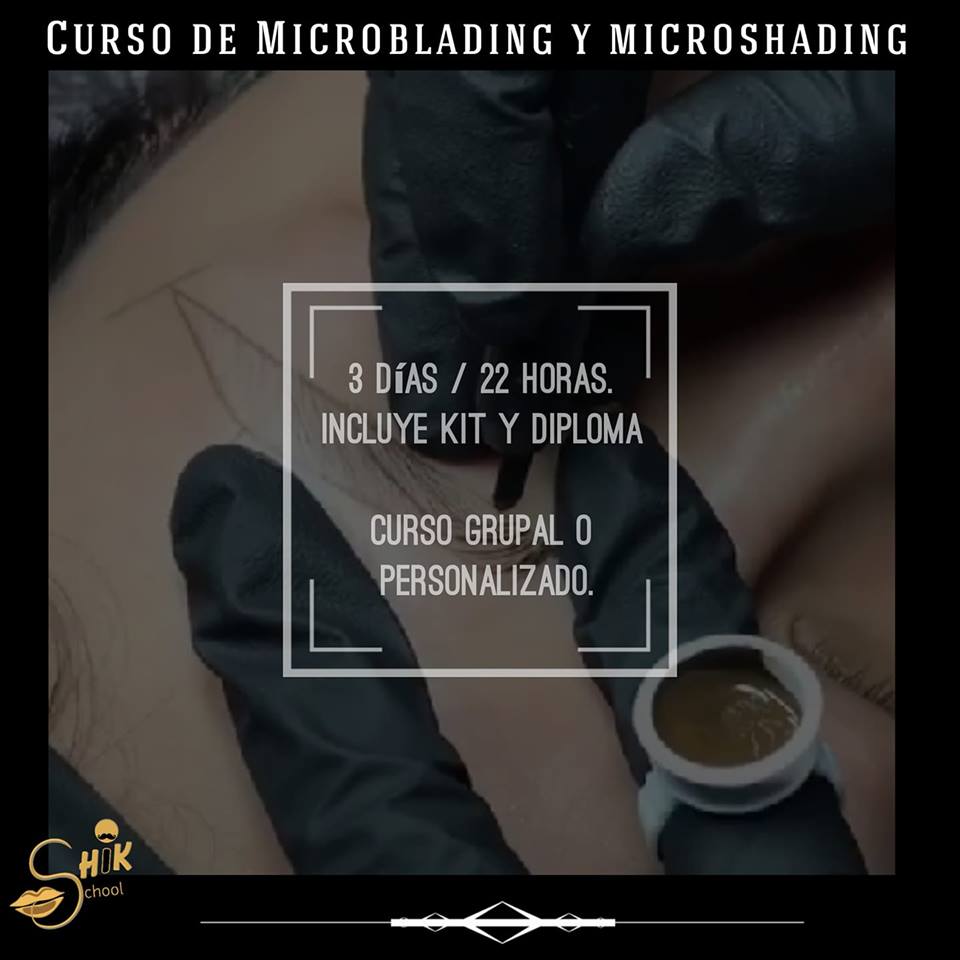 CURSO DE MICROBLADING Y MICROSHADING
3 DÍAS / 22 HORAS.
INCLUYE KIT Y DIPLOMA
CURSO GRUPAL O
PERSONALIZADO.
SHIK
School